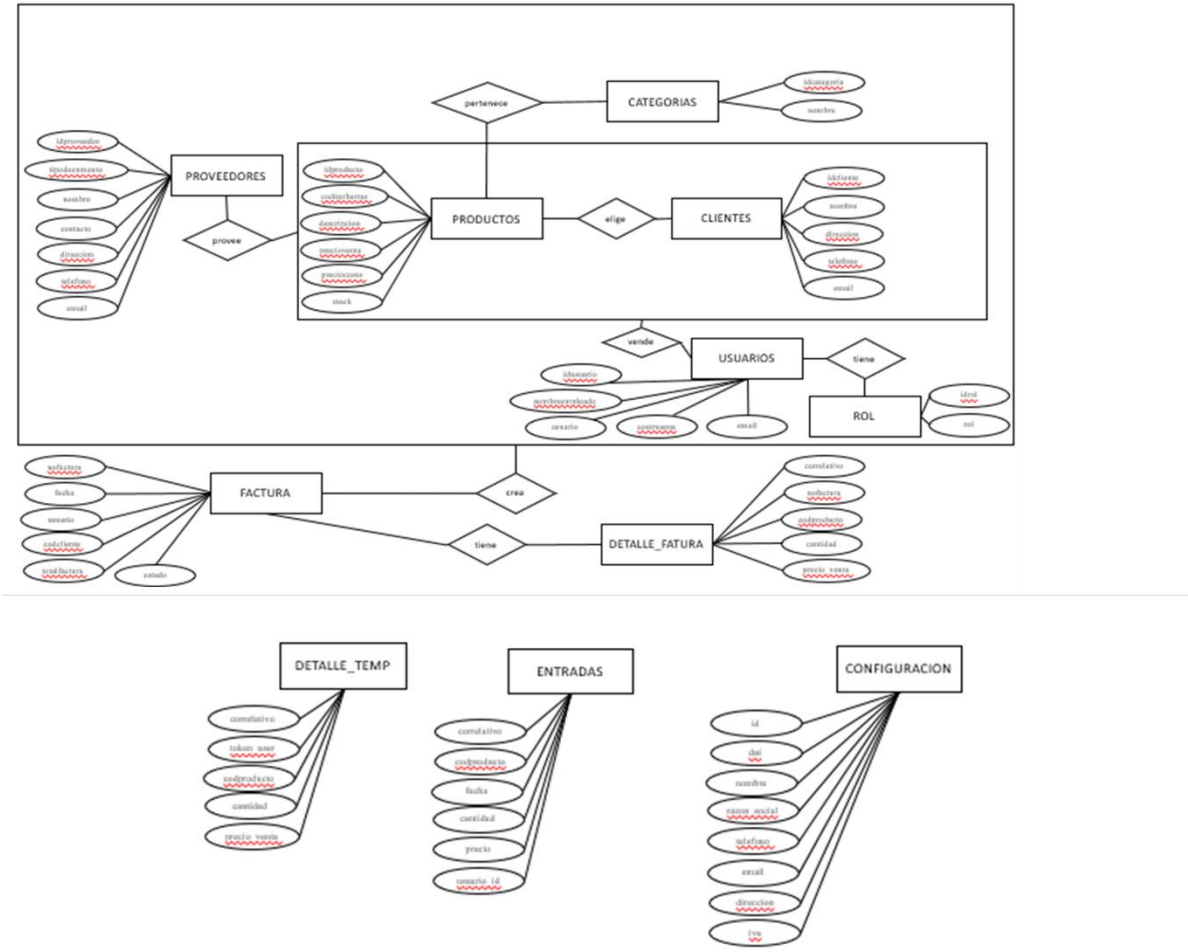 pertenece
CATEGORIAS
idcategoria
nombre
idproveedor
tipodocumento
nombre
contacto
direccion
telefono
email
PROVEEDORES
provee
idproducto
codigobarras
descripcion
precioventa
preciocosto
stock
PRODUCTOS
elige
CLIENTES
idcliente
nombre
direccion
telefono
email
vende
USUARIOS
tiene
ROL
idrol
rol
idusuario
nombreempleado
usuario
contrasena
email
nofactura
fecha
usuario
codcliente
totalfactura
estado
FACTURA
crea
tiene
DETALLE_FATURA
correlativo
nofactura
codproducto
cantidad
precio_venta
DETALLE_TEMP
correlativo
token_user
codproducto
cantidad
precio_venta
ENTRADAS
correlativo
codproducto
fecha
cantidad
precio
usuario_id
CONFIGURACION
id
dni
nombre
razon_social
telefono
email
direccion
iva